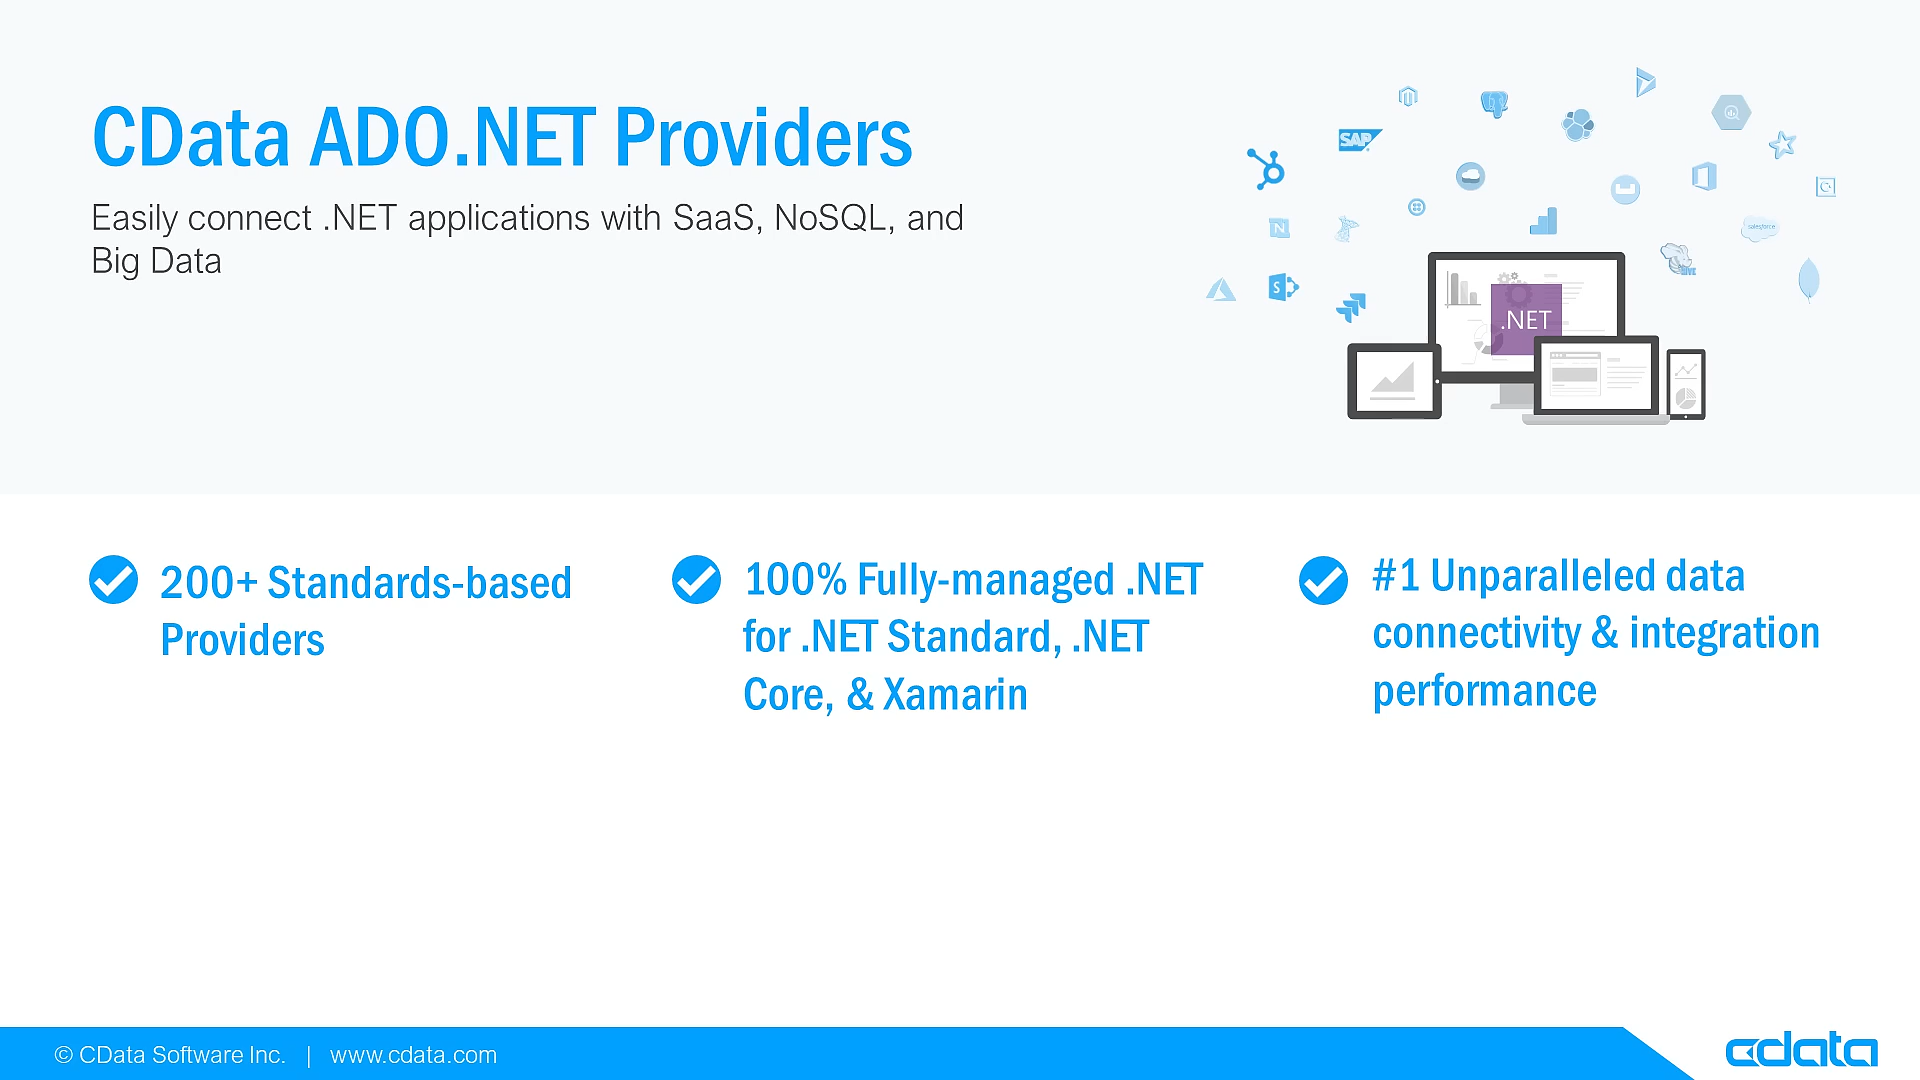 CData ADO.NET Providers
Easily connect .NET applications with SaaS, NoSQL, and
Big Data
SAP
N
salesforce
HIVE
S
.NET
200+ Standards-based
Providers
100% Fully-managed .NET
for .NET Standard, .NET
Core, & Xamarin
#1 Unparalleled data
connectivity & integration
performance
© CData Software Inc. | www.cdata.com
cdata